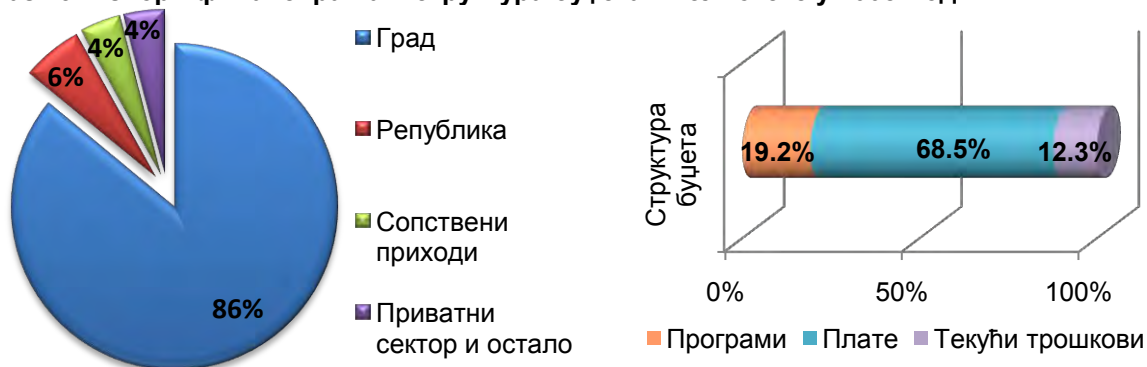 86%
6%
4%
4%
Град
Република
Сопствени
приходи
Приватни
сектор и остало
Структура
буџета
19.2%
68.5%
12.3%
0%
50%
100%
Програми
Плате
Текући трошкови